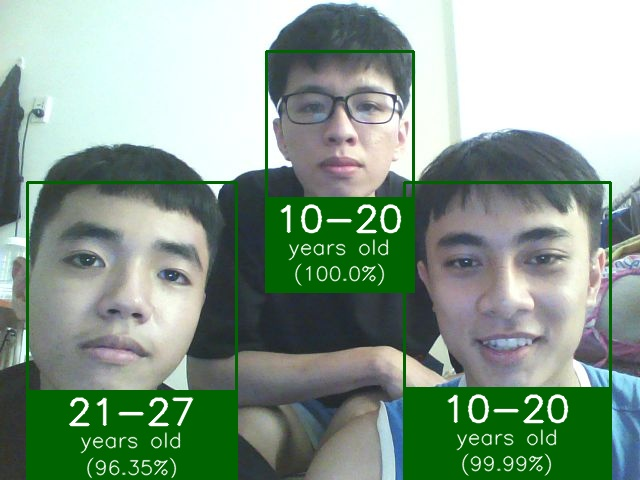 10-20
years old
(100.0%)
21-27
years old
(96.35%)
10-20
years old
(99.99%)